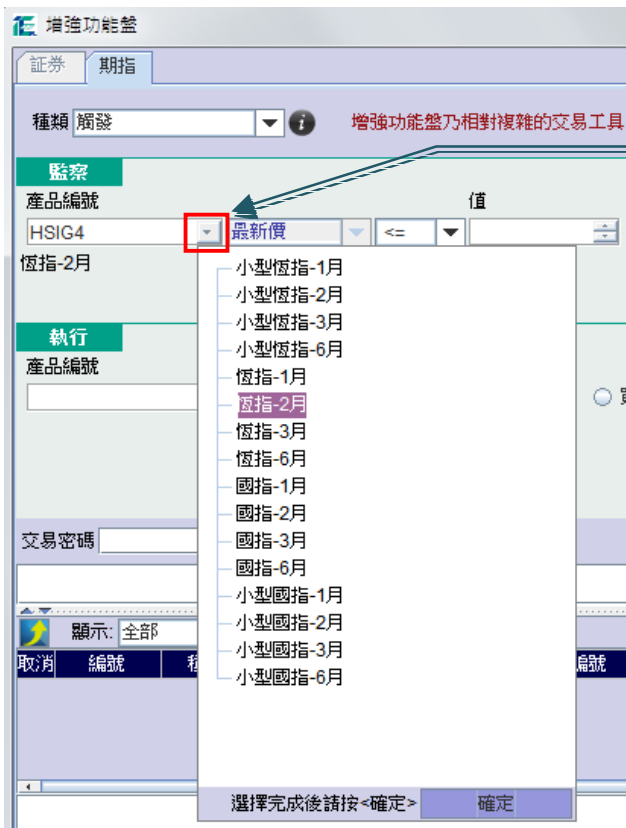 增強功能盤
証券 期指
種類 觸發 增強功能盤乃相對複雜的交易工具
監察
產品編號 值
HSIG4 最新價 <=
恆指-2月
小型恆指-1月
小型恆指-2月
小型恆指-3月
小型恆指-6月
恆指-1月
恆指-2月
恆指-3月
恆指-6月
國指-1月
國指-2月
國指-3月
國指-6月
小型國指-1月
小型國指-2月
小型國指-3月
小型國指-6月
執行
產品編號
交易密碼
顯示: 全部
取消 編號 編號
選擇完成後請按<確定> 確定